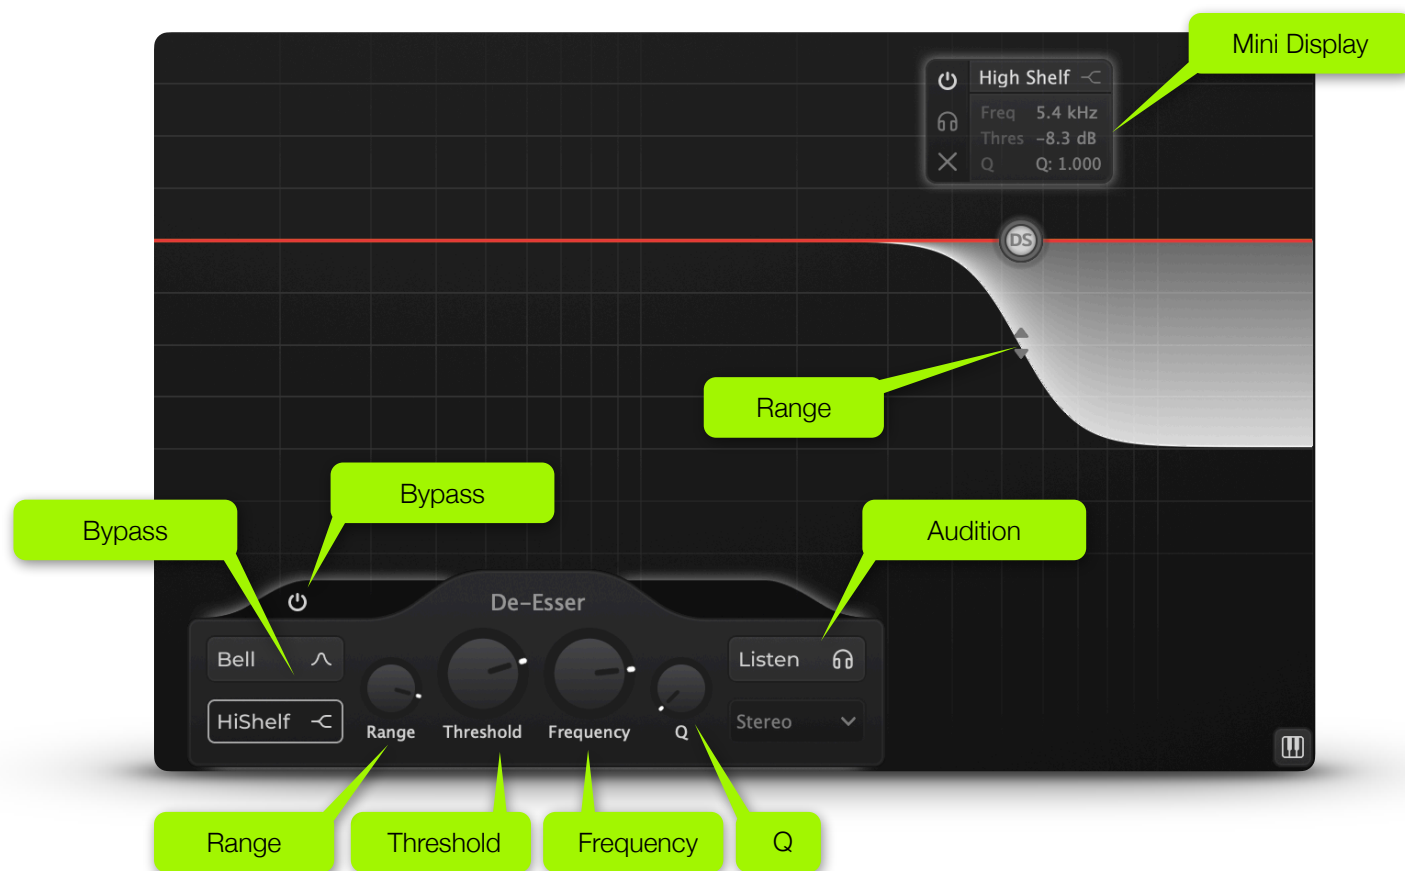 Mini Display
High Shelf
Freq 5.4 kHz
Thres -8.3 dB
Q Q: 1.000
DS
Range
Bypass
Bypass
Audition
De-Esser
Bell
Listen
HiShelf
Stereo
Range Threshold Frequency Q
Range Threshold Frequency Q